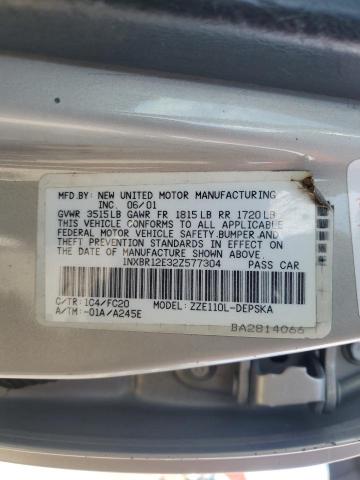 MFD.BY: NEW UNITED MOTOR MANUFACTURING
INC. 06/01
GVWR 3515LB GAWR FR 1815LB RR 1720LB
THIS VEHICLE CONFORMS TO ALL APPLICABLE
FEDERAL MOTOR VEHICLE SAFETY,BUMPER AND
THEFT PREVENTION STANDARDS IN EFFECT ON
THE DATE OF MANUFACTURE SHOWN ABOVE.
1NXBR12E32Z577304 PASS CAR
C/TR:1C4/FC20 MODEL: ZZE110L-DEPSKA
A/TM:-01A/A245E
BA2814066